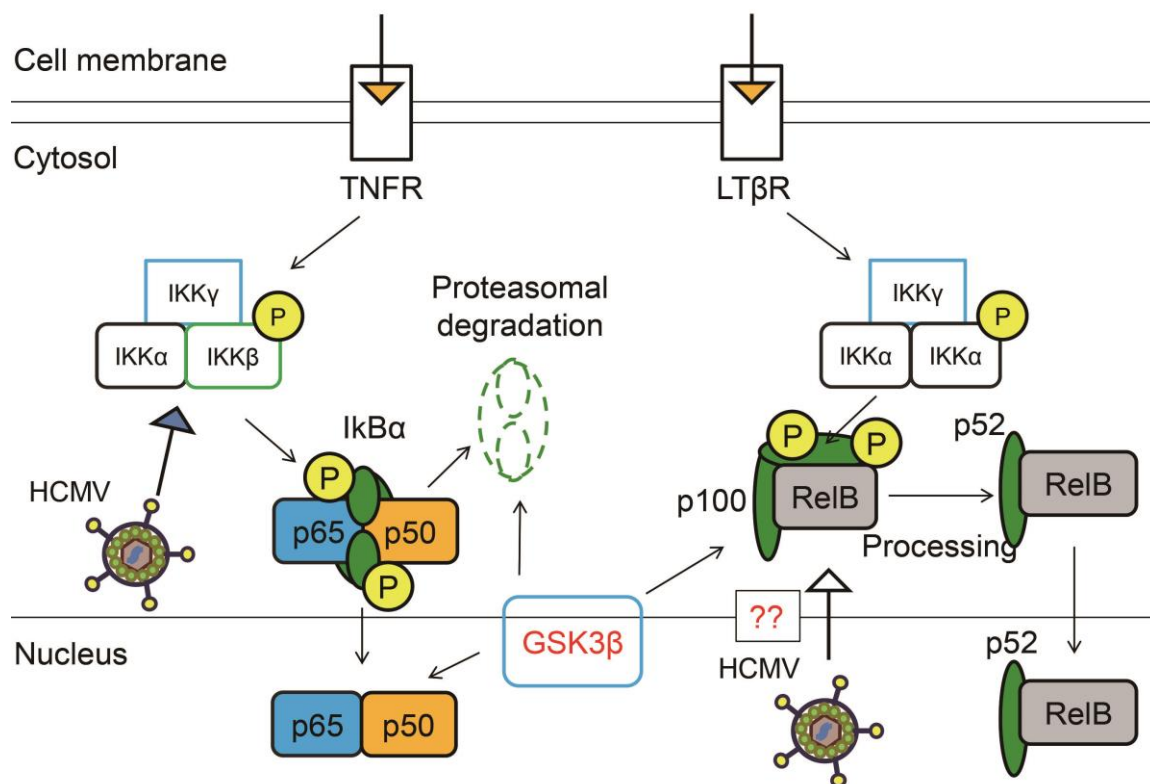 Cell membrane
Cytosol
TNFR
LTβR
IKKγ
P
IKKα
IKKβ
Proteasomal
degradation
IKKγ
P
IKKα
IKKα
HCMV
IkBα
P
p65
p50
P
P
P
p100
RelB
Processing
p52
RelB
GSK3β
??
HCMV
Nucleus
p65
p50
p52
RelB